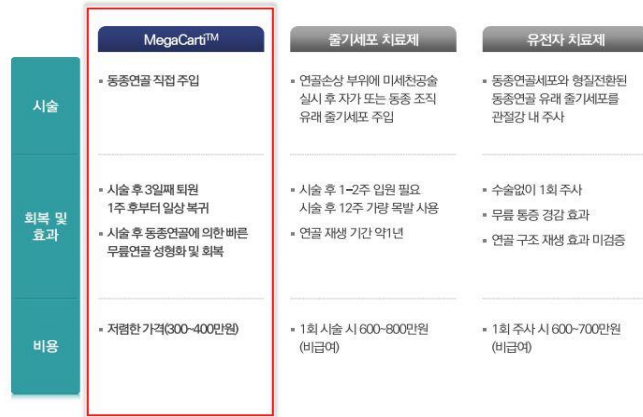 MegaCarti™
줄기세포 치료제
유전자 치료제
시술
▪ 동종연골 직접 주입
▪ 연골손상 부위에 미세천공술
실시 후 자가 또는 동종 조직
유래 줄기세포 주입
▪ 동종연골세포와 형질전환된
동종연골 유래 줄기세포를
관절강 내 주사
회복 및
효과
▪ 시술 후 3일째 퇴원
1주 후부터 일상 복귀
▪ 시술 후 동종연골에 의한 빠른
무릎연골 성형화 및 회복
▪ 시술 후 1-2주 입원 필요
시술 후 12주 가량 목발 사용
▪ 연골 재생 기간 약1년
▪ 수술없이 1회 주사
▪ 무릎 통증 경감 효과
▪ 연골 구조 재생 효과 미검증
비용
▪ 저렴한 가격(300~400만원)
▪ 1회 시술 시 600~800만원
(비급여)
▪ 1회 주사 시 600~700만원
(비급여)